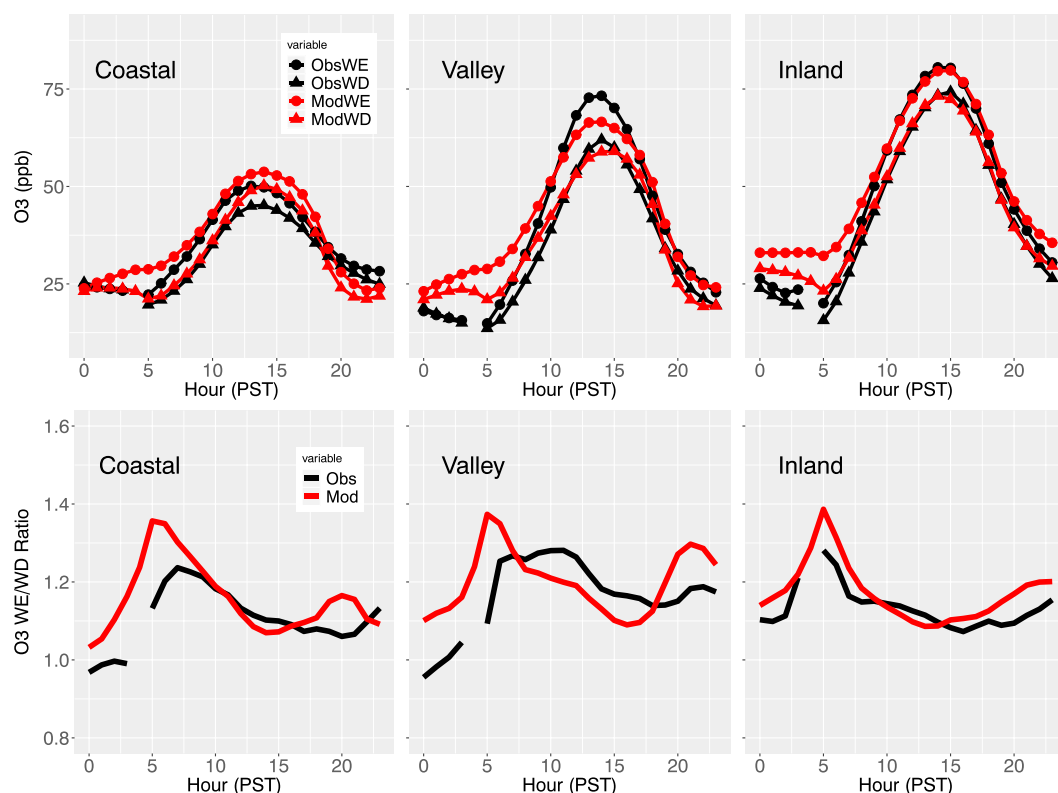 Coastal
variable
ObsWE
ObsWD
ModWE
ModWD
Valley
Inland
O3 (ppb)
75
50
25
0 5 10 15 20
0 5 10 15 20
0 5 10 15 20
Hour (PST)
Hour (PST)
Hour (PST)
Coastal
variable
Obs
Mod
Valley
Inland
O3 WE/WD Ratio
1.6
1.4
1.2
1.0
0.8
0 5 10 15 20
0 5 10 15 20
0 5 10 15 20
Hour (PST)
Hour (PST)
Hour (PST)